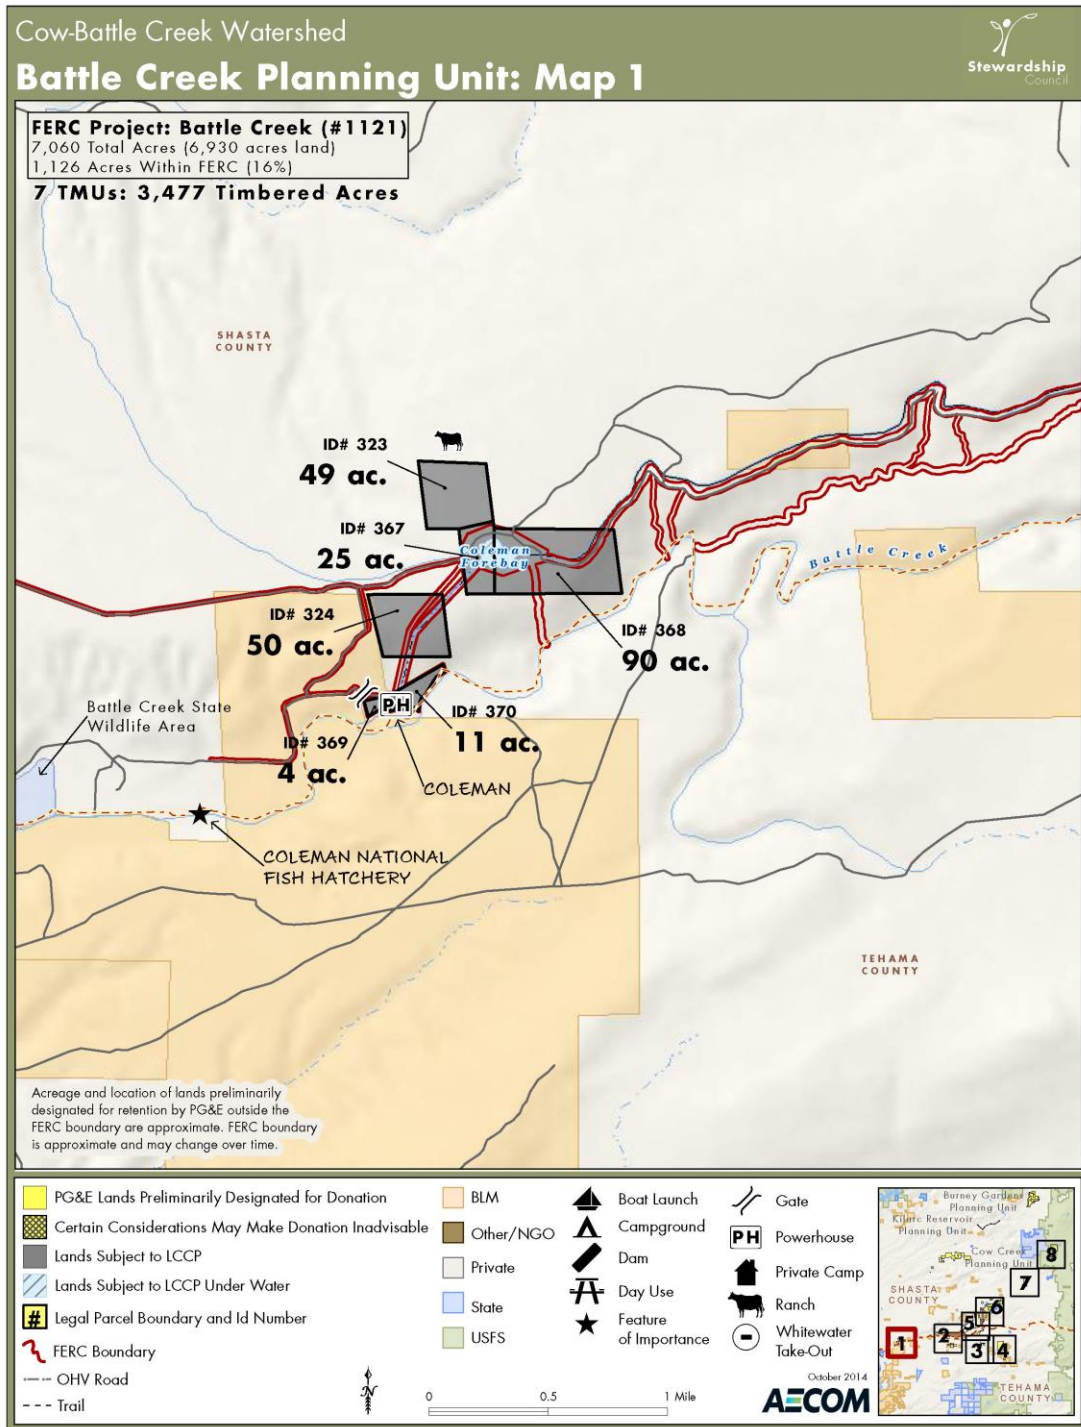 Cow-Battle Creek Watershed
Battle Creek Planning Unit: Map 1
Stewardship
Council
FERC Project: Battle Creek (#1121)
7,060 Total Acres (6,930 acres land)
1,126 Acres Within FERC (16%)
7 TMUs: 3,477 Timbered Acres
SHASTA
COUNTY
ID# 323
49 ac.
ID# 367
25 ac.
Coleman
Forebay
Battle Creek
ID# 324
50 ac.
ID# 368
90 ac.
Battle Creek State
Wildlife Area
PH
ID# 370
11 ac.
ID# 369
4 ac.
COLEMAN
COLEMAN NATIONAL
FISH HATCHERY
TEHAMA
COUNTY
Acreage and location of lands preliminarily
designated for retention by PG&E outside the
FERC boundary are approximate. FERC boundary
is approximate and may change over time.
PG&E Lands Preliminarily Designated for Donation
Certain Considerations May Make Donation Inadvisable
Lands Subject to LCCP
Lands Subject to LCCP Under Water
# Legal Parcel Boundary and Id Number
FERC Boundary
OHV Road
Trail
BLM
Other/NGO
Private
State
USFS
Boat Launch
Campground
Dam
Day Use
Feature
of Importance
Gate
PH Powerhouse
Private Camp
Ranch
Whitewater
Take-Out
N
0 0.5 1 Mile
October 2014
AECOM
Burney Gardens
Planning Unit
Kilarc Reservoir
Planning Unit
Cow Creek
Planning Unit
SHASTA
COUNTY
8
7
6
5
1
2
3
4
TEHAMA
COUNTY